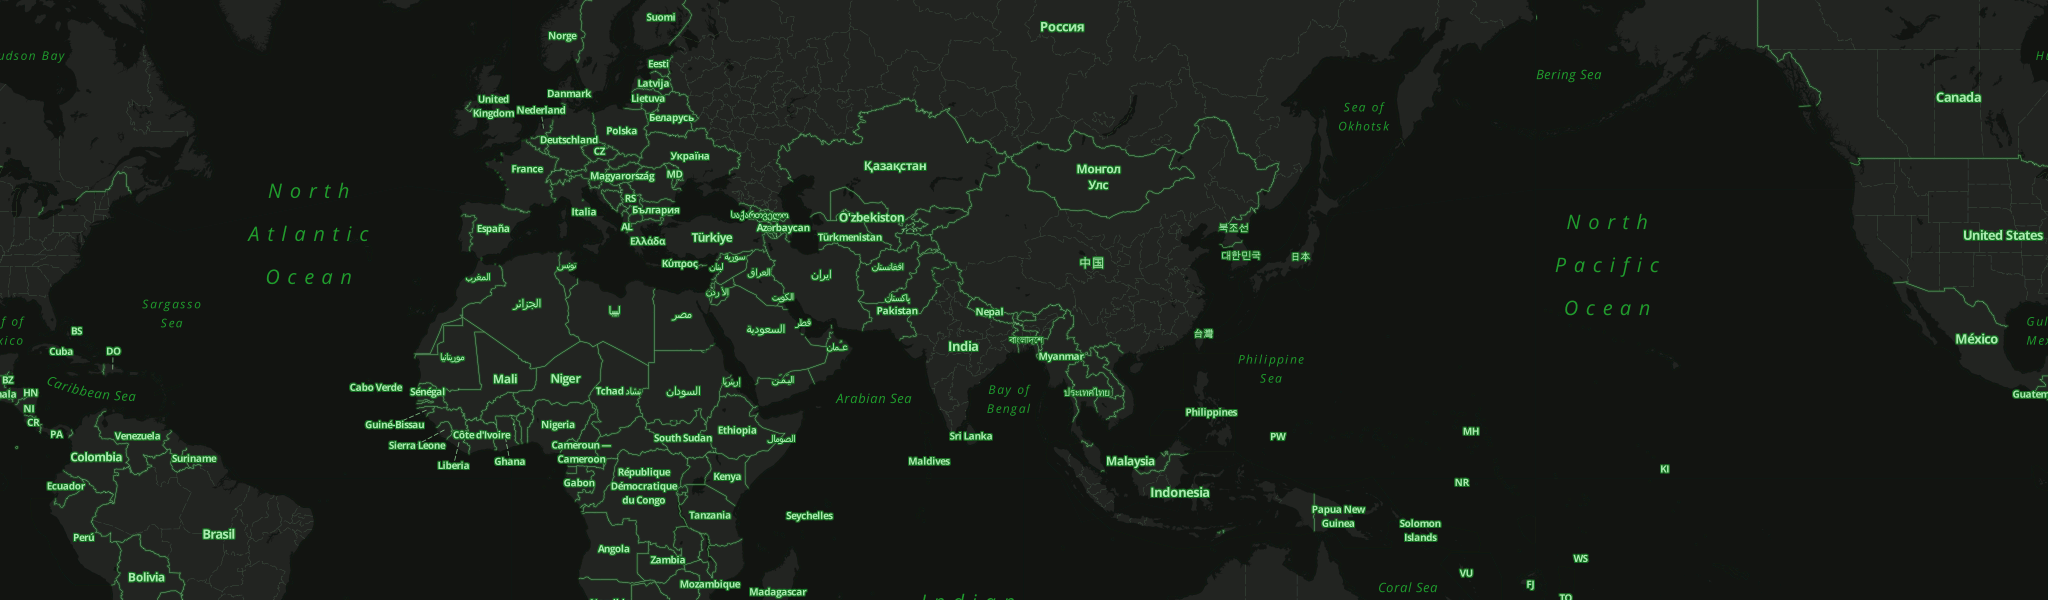 Suomi
Россия
Norge
udson Bay
Eesti
Bering Sea
Latvija
Danmark
Lietuva
United
Kingdom
Nederland
Canada
Sea of
Okhotsk
Беларусь
Polska
Deutschland
CZ
Україна
France
Magyarország
MD
Қазақстан
Монгол
Улс
North
Atlantic
Ocean
RS
Italia
България
España
AL
Ελλάδα
Türkiye
საქართველო
Azərbaycan
O'zbekiston
Türkmenistan
북조선
대한민국
日本
中国
North
Pacific
Ocean
United States
Κύπρος
سوريا
لبنان
العراق
ایران
افغانستان
المغرب
تونس
الجزائر
ليبيا
مصر
الأردن
الكويت
السعودية
قطر
عمان
پاکستان
Pakistan
Nepal
India
বাংলাদেশ
Myanmar
台灣
Sargasso
Sea
f of
xico
BS
Cuba
DO
México
Philippine
Sea
موريتانيا
Mali
Niger
Tchad تشاد
السودان
اليمن
Cabo Verde
Sénégal
Arabian Sea
Bay of
Bengal
ประเทศไทย
BZ
HN
NI
CR
PA
Caribbean Sea
Guiné-Bissau
Sierra Leone
Côte d'Ivoire
Liberia
Ghana
Nigeria
Cameroun —
Cameroon
South Sudan
Ethiopia
الصومال
Philippines
PW
MH
KI
NR
Sri Lanka
Maldives
Malaysia
Indonesia
Venezuela
Colombia
Suriname
Ecuador
Gabon
République
Démocratique
du Congo
Kenya
Tanzania
Seychelles
Papua New
Guinea
Solomon
Islands
Perú
Brasil
Bolivia
Angola
Zambia
Mozambique
Madagascar
WS
VU
FJ
TO
Coral Sea
Indian